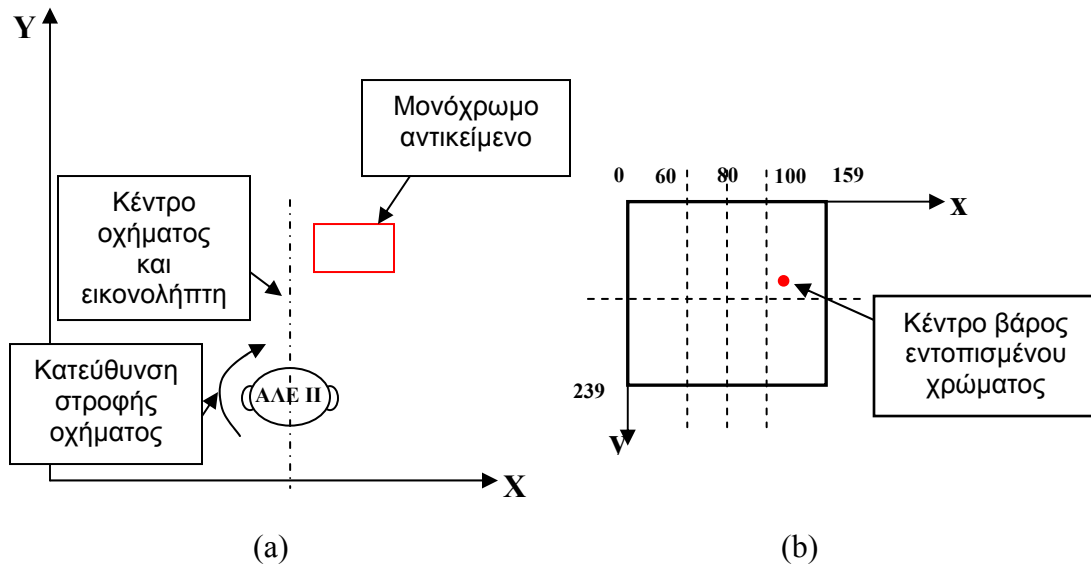 Y
Μονόχρωμο
αντικείμενο
Κέντρο
οχήματος
και
εικονολήπτη
Κατεύθυνση
στροφής
οχήματος
ΑΛΕ ΙΙ
X
(a)
0 60 80 100 159
x
Κέντρο βάρος
εντοπισμένου
χρώματος
239
y
(b)